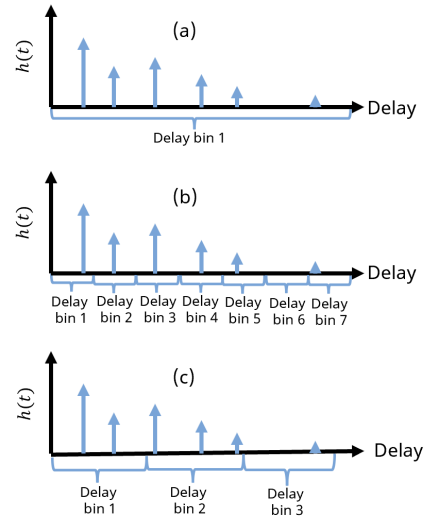 (a)
h(t)
Delay
Delay bin 1
(b)
h(t)
Delay
Delay Delay Delay Delay Delay Delay Delay
bin 1 bin 2 bin 3 bin 4 bin 5 bin 6 bin 7
(c)
h(t)
Delay
Delay Delay Delay
bin 1 bin 2 bin 3